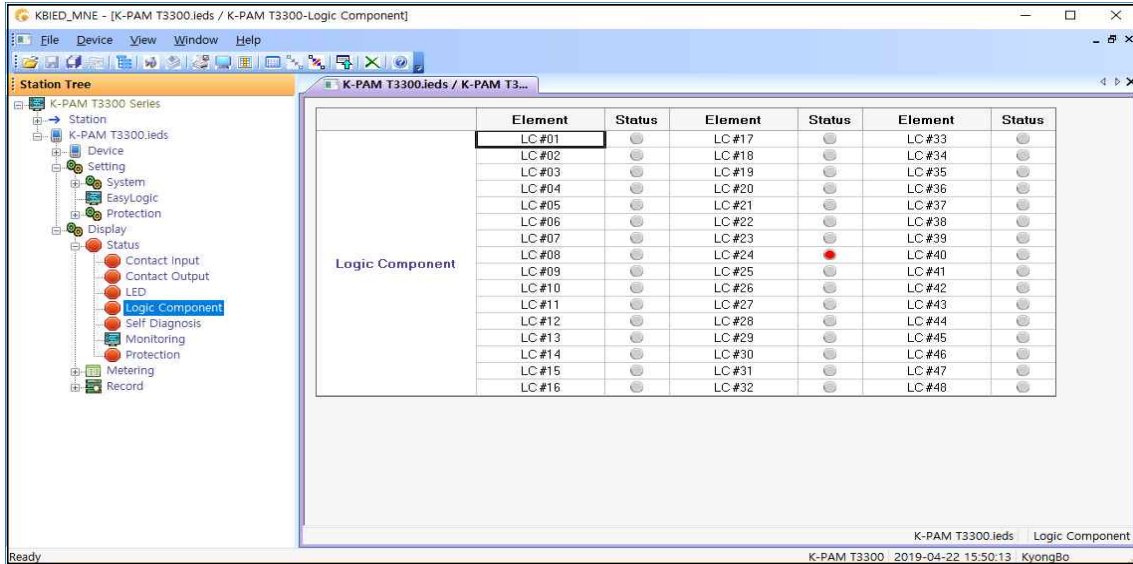 KBIED_MNE - [K-PAM T3300.ieds / K-PAM T3300-Logic Component]
File Device View Window Help
Station Tree
K-PAM T3300.ieds / K-PAM T3...
K-PAM T3300 Series
Station
K-PAM T3300.ieds
Device
Setting
System
EasyLogic
Protection
Display
Status
Contact Input
Contact Output
LED
Logic Component
Self Diagnosis
Monitoring
Protection
Metering
Record
Element Status Element Status Element Status
Logic Component
LC #01 LC #17 LC #33
LC #02 LC #18 LC #34
LC #03 LC #19 LC #35
LC #04 LC #20 LC #36
LC #05 LC #21 LC #37
LC #06 LC #22 LC #38
LC #07 LC #23 LC #39
LC #08 LC #24 LC #40
LC #09 LC #25 LC #41
LC #10 LC #26 LC #42
LC #11 LC #27 LC #43
LC #12 LC #28 LC #44
LC #13 LC #29 LC #45
LC #14 LC #30 LC #46
LC #15 LC #31 LC #47
LC #16 LC #32 LC #48
K-PAM T3300.ieds Logic Component
Ready K-PAM T3300 2019-04-22 15:50:13 KyongBo